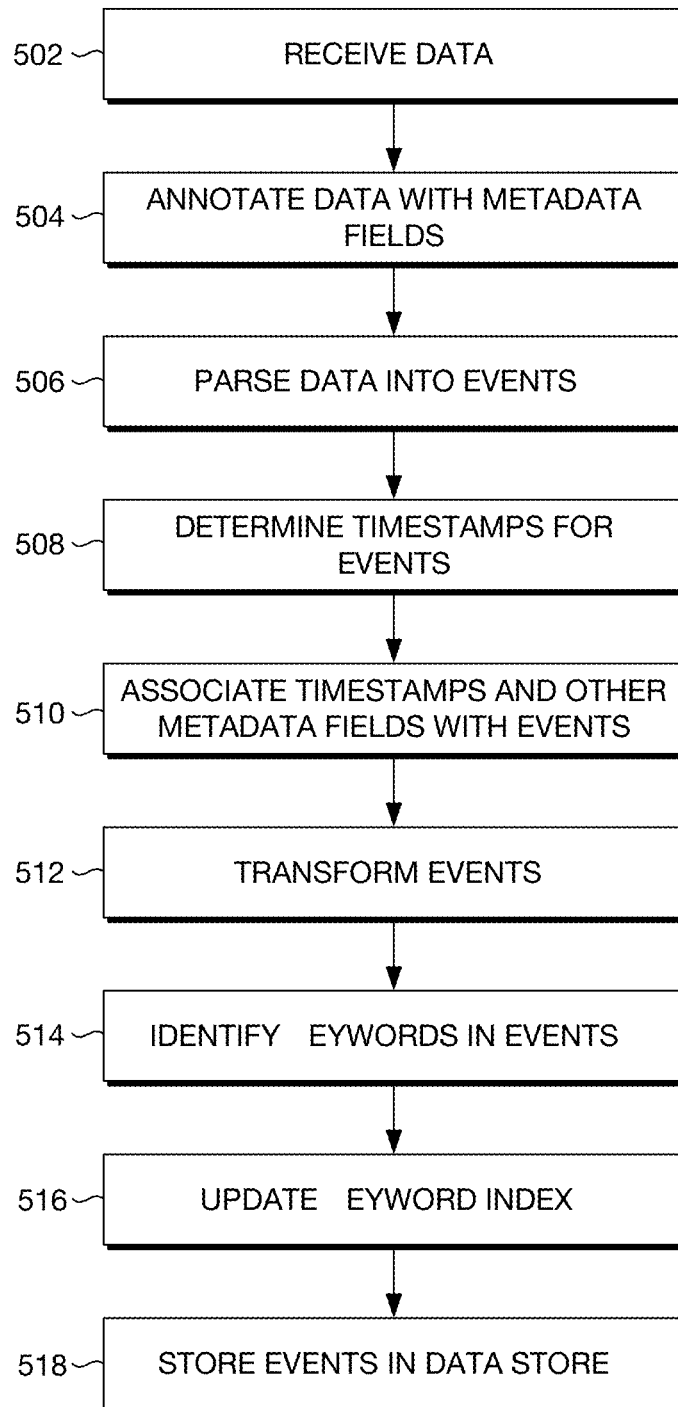 502
RECEIVE DATA
504
ANNOTATE DATA WITH METADATA
FIELDS
506
PARSE DATA INTO EVENTS
508
DETERMINE TIMESTAMPS FOR
EVENTS
510
ASSOCIATE TIMESTAMPS AND OTHER
METADATA FIELDS WITH EVENTS
512
TRANSFORM EVENTS
514
IDENTIFY EYWORDS IN EVENTS
516
UPDATE EYWORD INDEX
518
STORE EVENTS IN DATA STORE